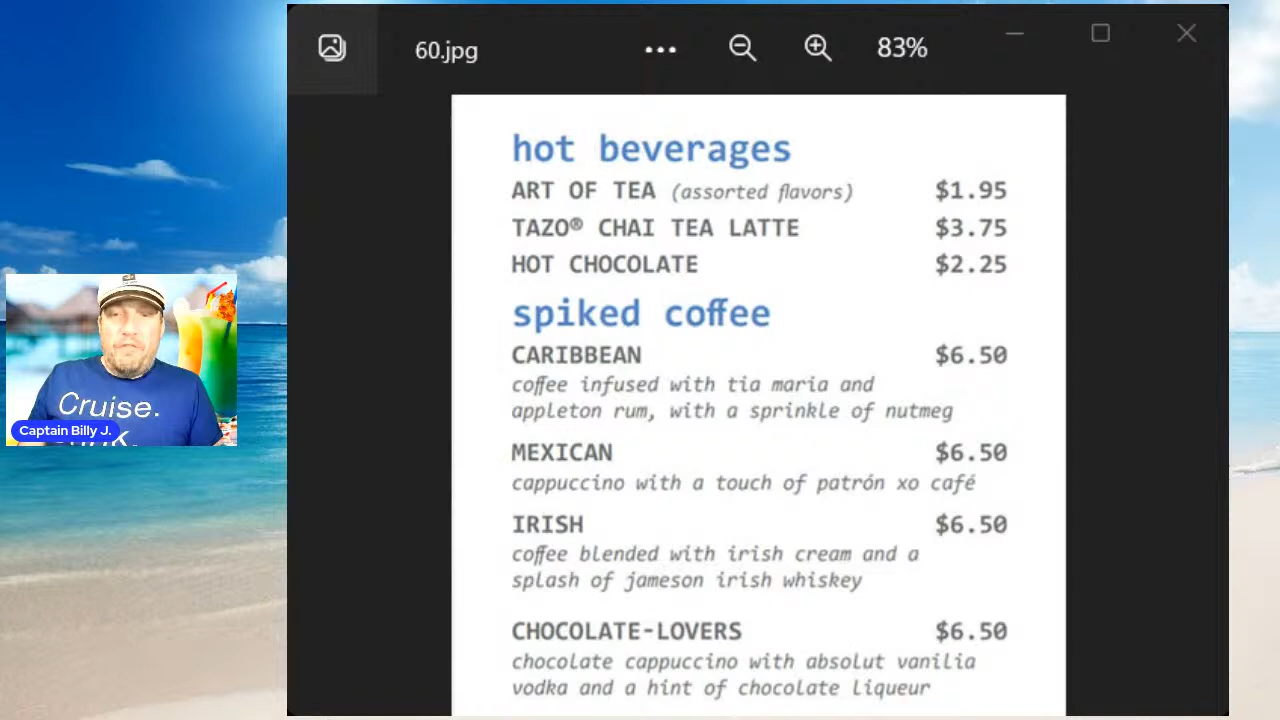 60.jpg
83%
hot beverages
ART OF TEA (assorted flavors) $1.95
TAZO® CHAI TEA LATTE $3.75
HOT CHOCOLATE $2.25
spiked coffee
CARIBBEAN $6.50
coffee infused with tia maria and
appleton rum, with a sprinkle of nutmeg
MEXICAN $6.50
cappuccino with a touch of patrón xo café
IRISH $6.50
coffee blended with irish cream and a
splash of jameson irish whiskey
CHOCOLATE-LOVERS $6.50
chocolate cappuccino with absolut vanilia
vodka and a hint of chocolate liqueur
Cruise.
Captain Billy J.